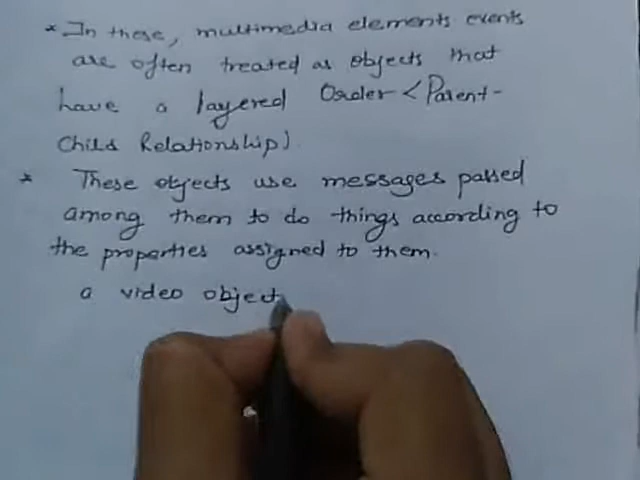 * In these, multimedia elements events
are often treated as objects that
have a layered Order < Parent-
Child Relationship)
* These objects use messages passed
among them to do things according to
the properties assigned to them.
a video object